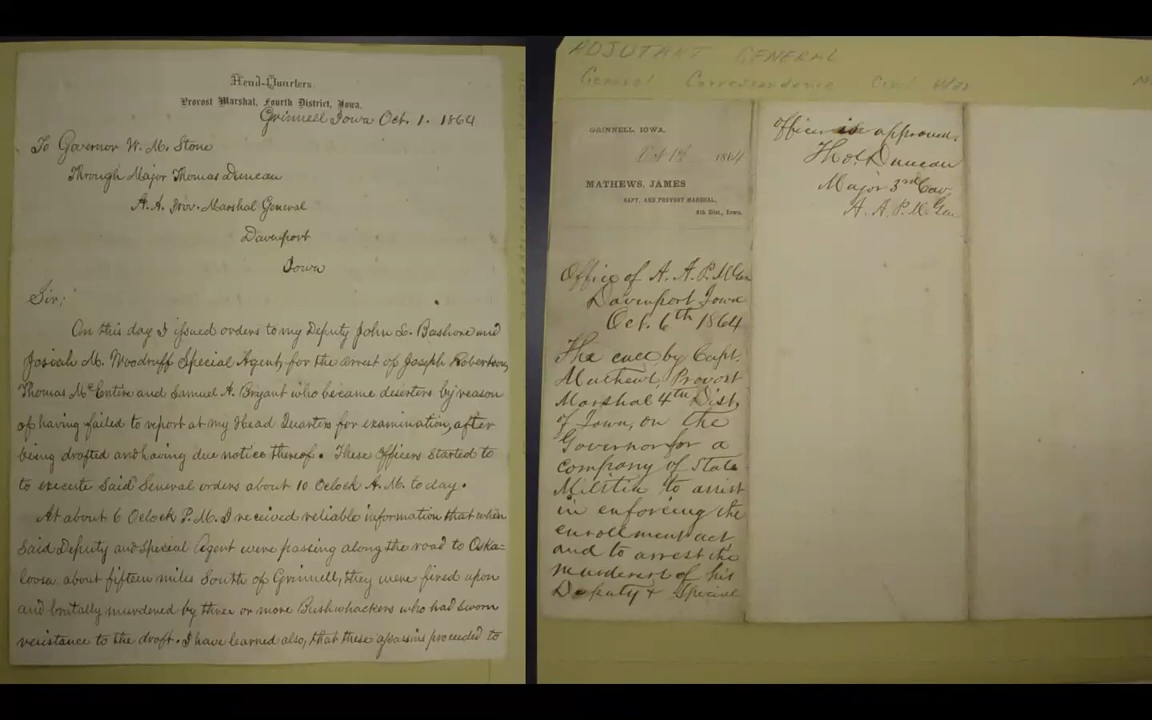 Head-Quarters.
Provost Marshal, Fourth District, Iowa.
Grinnell Iowa Oct. 1. 1864
To Governor W. M. Stone
Through Major Thomas Duncan
A. A. Prov. Marshal General
Davenport
Iowa
Sir:
On this day I issued orders to my Deputy John L. Bashore and
Josiah M. Woodruff Special Agent, for the arrest of Joseph Robertson,
Thomas McEntire and Samuel A. Bryant who became deserters by reason
of having failed to report at my Head Quarters for examination, after
being drafted and having due notice thereof. These Officers started to
to execute Said Several orders about 10 Oclock A. M. today.
At about 6 Oclock P. M. I received reliable information that when
Said Deputy and Special Agent were passing along the road to Oska=
loosa about fifteen miles South of Grinnell, they were fired upon
and brutally murdered by three or more Bushwhackers who had sworn
resistance to the draft. I have learned also, that these assassins proceeded to
ADJUTANT GENERAL
General Correspondence Civil War
GRINNELL, IOWA,
Oct 1st 1864
MATHEWS, JAMES
CAPT. AND PROVOST MARSHAL,
4th Dist., Iowa.
Office of A. A. P. M Gen
Davenport Iowa
Oct. 6th 1864
The call by Capt.
Mathews, Provost
Marshal 4th Dist.
of Iowa, on the
Governor for a
company of State
Militia to assist
in enforcing the
enrollment act
and to arrest the
murderers of his
Deputy & Special
Officer is approved.
Tho. Duncan
Major 3rd Cav.
A. A. P. M Gen.